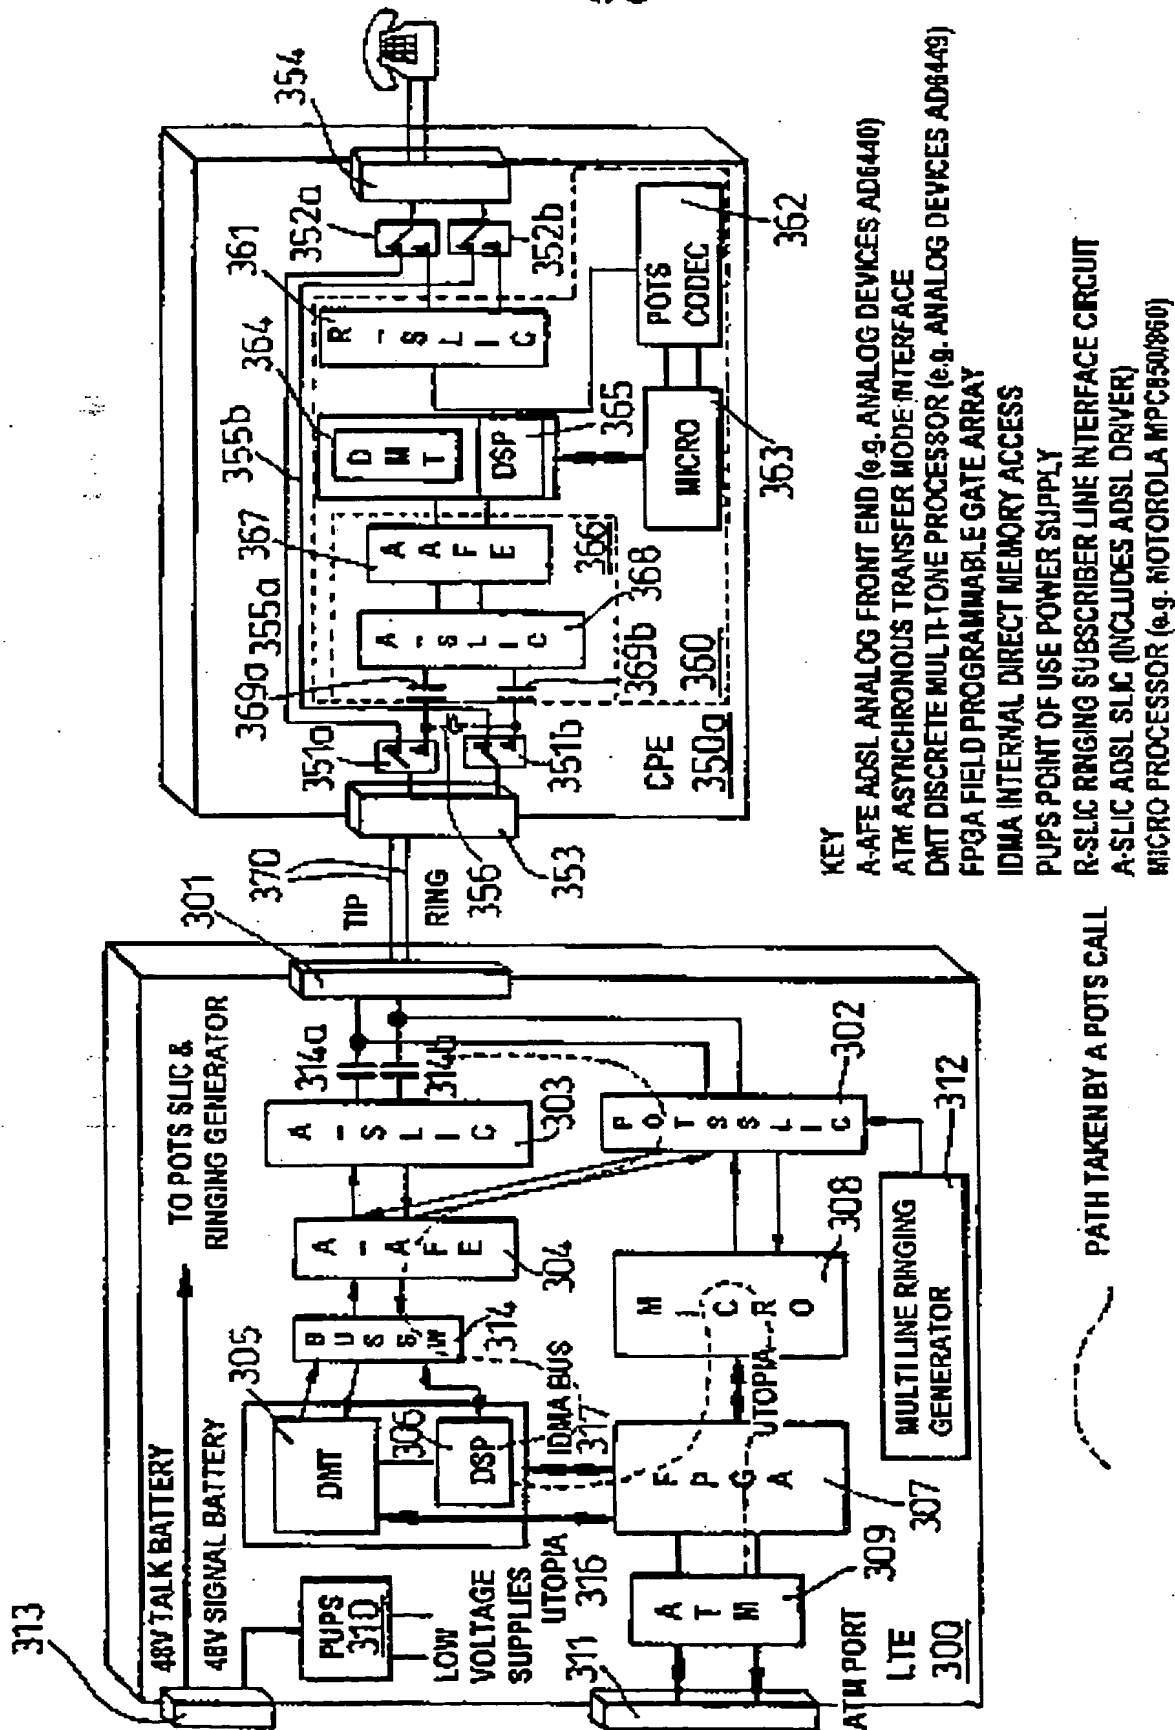 313
48V TALK BATTERY
48V SIGNAL BATTERY
TO POTS SLIC &
RINGING GENERATOR
PUPS
310
LOW
VOLTAGE
SUPPLIES
305
DMT
306
DSP
BUS SW
314
A-AFE
304
A-SLIC
303
314a
314b
301
UTOPIA
316
IDMA BUS
317
FPGA
307
UTOPIA
MICRO
308
POTS SLIC
302
312
MULTI LINE RINGING
GENERATOR
ATM
309
311
ATM PORT
LTE
300
TIP
370
RING
356
353
351a
351b
369a
369b
355a
355b
367
364
361
352a
352b
354
A-SLIC
368
A-AFE
366
DMT
DSP
365
R-SLIC
MICRO
363
POTS
CODEC
362
360
CPE
350a
KEY
A-AFE ADSL ANALOG FRONT END (e.g. ANALOG DEVICES AD6440)
ATM ASYNCHRONOUS TRANSFER MODE INTERFACE
DMT DISCRETE MULTI-TONE PROCESSOR (e.g. ANALOG DEVICES AD6449)
FPGA FIELD PROGRAMMABLE GATE ARRAY
IDMA INTERNAL DIRECT MEMORY ACCESS
PUPS POINT OF USE POWER SUPPLY
R-SLIC RINGING SUBSCRIBER LINE INTERFACE CIRCUIT
A-SLIC ADSL SLIC (INCLUDES ADSL DRIVER)
MICRO PROCESSOR (e.g. MOTOROLA MPC850/860)
PATH TAKEN BY A POTS CALL